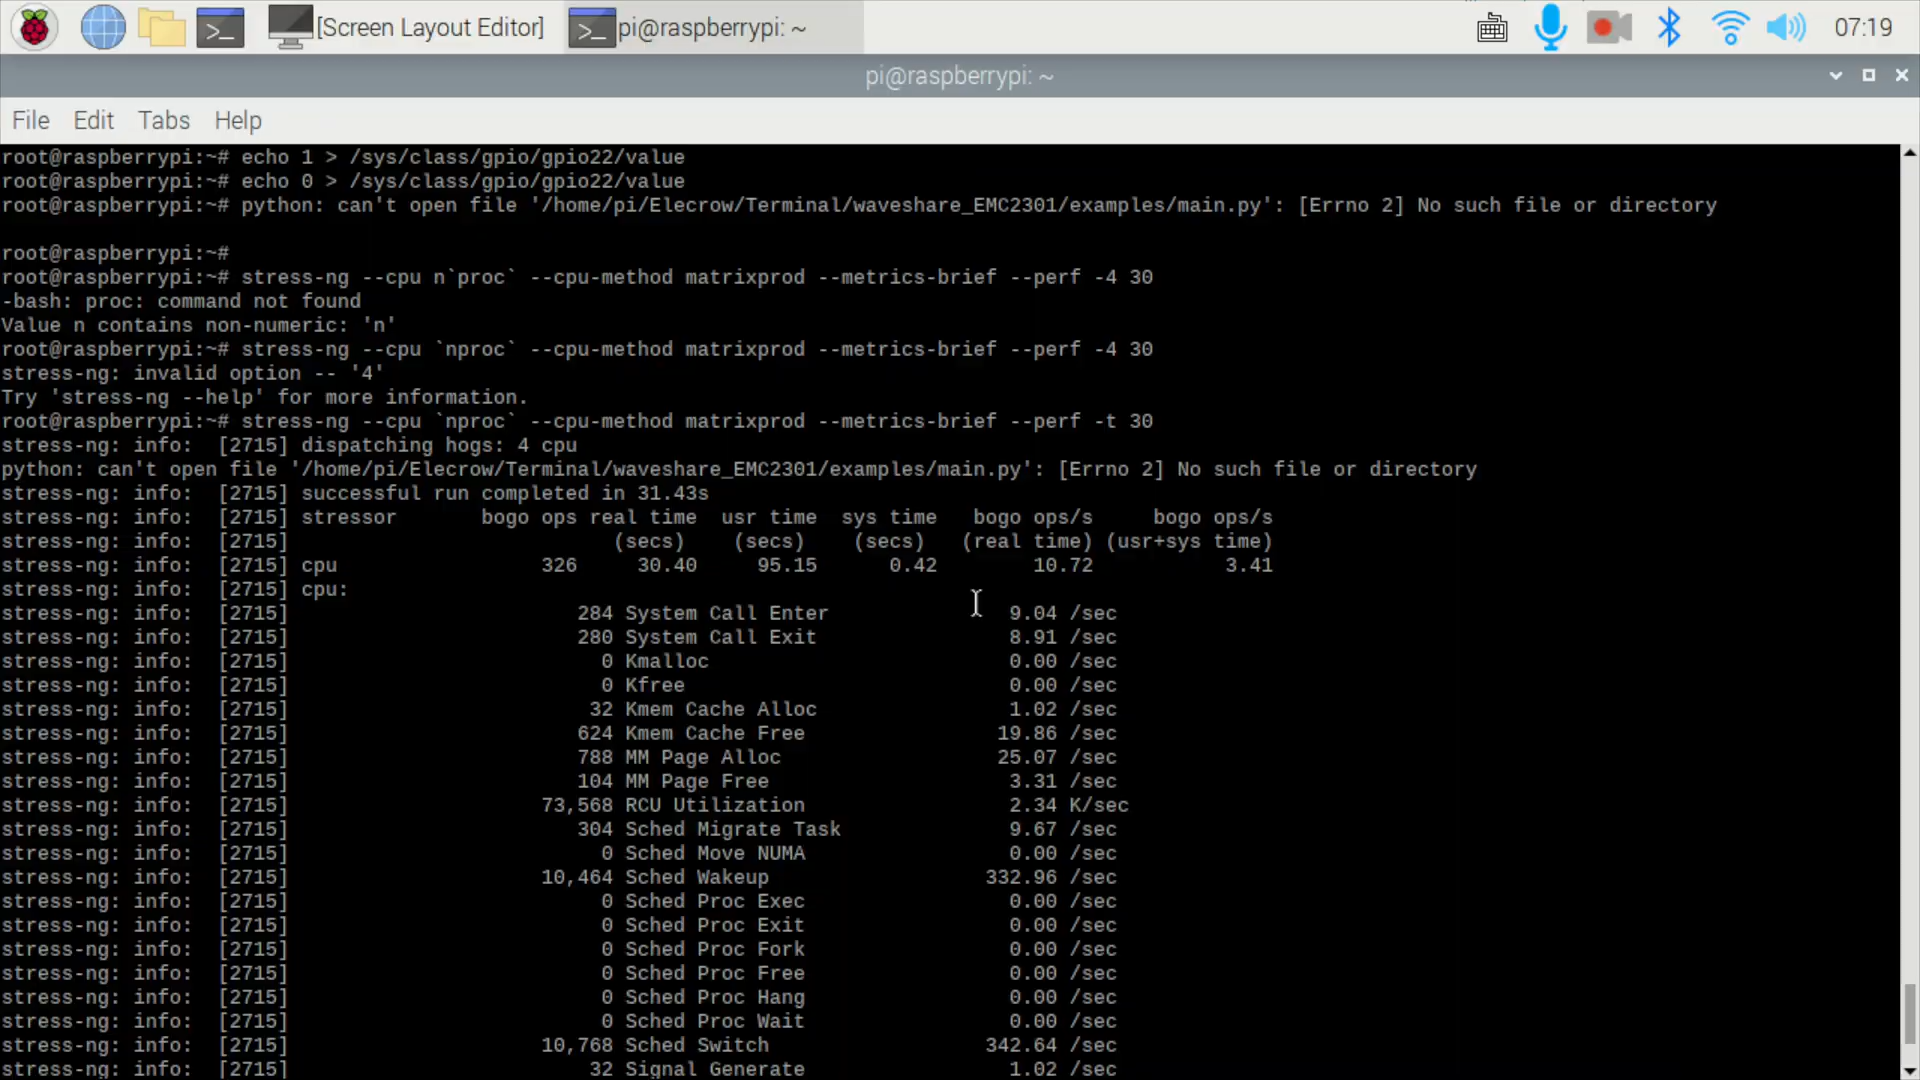 [Screen Layout Editor]
pi@raspberrypi: ~
07:19
pi@raspberrypi: ~
File Edit Tabs Help
root@raspberrypi:~# echo 1 > /sys/class/gpio/gpio22/value
root@raspberrypi:~# echo 0 > /sys/class/gpio/gpio22/value
root@raspberrypi:~# python: can't open file '/home/pi/Elecrow/Terminal/waveshare_EMC2301/examples/main.py': [Errno 2] No such file or directory
root@raspberrypi:~#
root@raspberrypi:~# stress-ng --cpu n`proc` --cpu-method matrixprod --metrics-brief --perf -4 30
-bash: proc: command not found
Value n contains non-numeric: 'n'
root@raspberrypi:~# stress-ng --cpu `nproc` --cpu-method matrixprod --metrics-brief --perf -4 30
stress-ng: invalid option -- '4'
Try 'stress-ng --help' for more information.
root@raspberrypi:~# stress-ng --cpu `nproc` --cpu-method matrixprod --metrics-brief --perf -t 30
stress-ng: info: [2715] dispatching hogs: 4 cpu
python: can't open file '/home/pi/Elecrow/Terminal/waveshare_EMC2301/examples/main.py': [Errno 2] No such file or directory
stress-ng: info: [2715] successful run completed in 31.43s
stress-ng: info: [2715] stressor bogo ops real time usr time sys time bogo ops/s bogo ops/s
stress-ng: info: [2715] (secs) (secs) (secs) (real time) (usr+sys time)
stress-ng: info: [2715] cpu 326 30.40 95.15 0.42 10.72 3.41
stress-ng: info: [2715] cpu:
stress-ng: info: [2715] 284 System Call Enter 9.04 /sec
stress-ng: info: [2715] 280 System Call Exit 8.91 /sec
stress-ng: info: [2715] 0 Kmalloc 0.00 /sec
stress-ng: info: [2715] 0 Kfree 0.00 /sec
stress-ng: info: [2715] 32 Kmem Cache Alloc 1.02 /sec
stress-ng: info: [2715] 624 Kmem Cache Free 19.86 /sec
stress-ng: info: [2715] 788 MM Page Alloc 25.07 /sec
stress-ng: info: [2715] 104 MM Page Free 3.31 /sec
stress-ng: info: [2715] 73,568 RCU Utilization 2.34 K/sec
stress-ng: info: [2715] 304 Sched Migrate Task 9.67 /sec
stress-ng: info: [2715] 0 Sched Move NUMA 0.00 /sec
stress-ng: info: [2715] 10,464 Sched Wakeup 332.96 /sec
stress-ng: info: [2715] 0 Sched Proc Exec 0.00 /sec
stress-ng: info: [2715] 0 Sched Proc Exit 0.00 /sec
stress-ng: info: [2715] 0 Sched Proc Fork 0.00 /sec
stress-ng: info: [2715] 0 Sched Proc Free 0.00 /sec
stress-ng: info: [2715] 0 Sched Proc Hang 0.00 /sec
stress-ng: info: [2715] 0 Sched Proc Wait 0.00 /sec
stress-ng: info: [2715] 10,768 Sched Switch 342.64 /sec
stress-ng: info: [2715] 32 Signal Generate 1.02 /sec